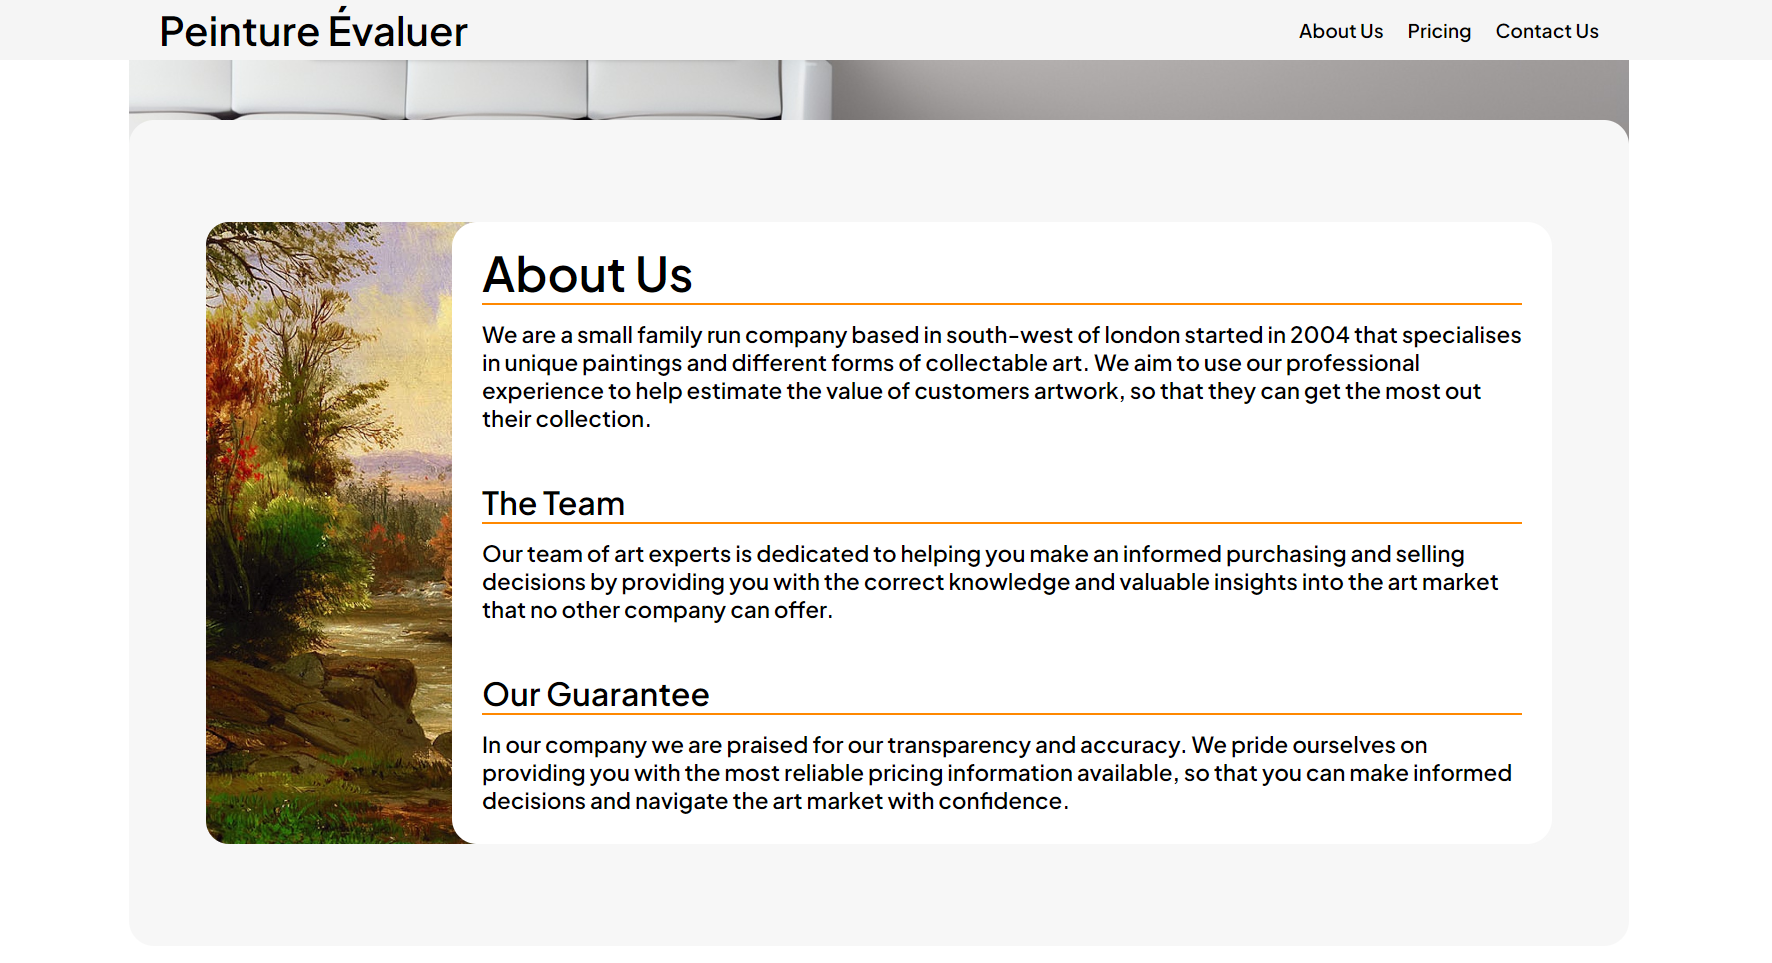 Peinture Évaluer
About Us Pricing Contact Us
About Us
We are a small family run company based in south-west of london started in 2004 that specialises
in unique paintings and different forms of collectable art. We aim to use our professional
experience to help estimate the value of customers artwork, so that they can get the most out
their collection.
The Team
Our team of art experts is dedicated to helping you make an informed purchasing and selling
decisions by providing you with the correct knowledge and valuable insights into the art market
that no other company can offer.
Our Guarantee
In our company we are praised for our transparency and accuracy. We pride ourselves on
providing you with the most reliable pricing information available, so that you can make informed
decisions and navigate the art market with confidence.